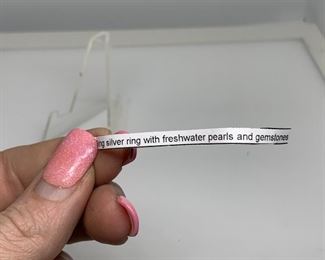 silver ring with freshwater pearls and gemstones